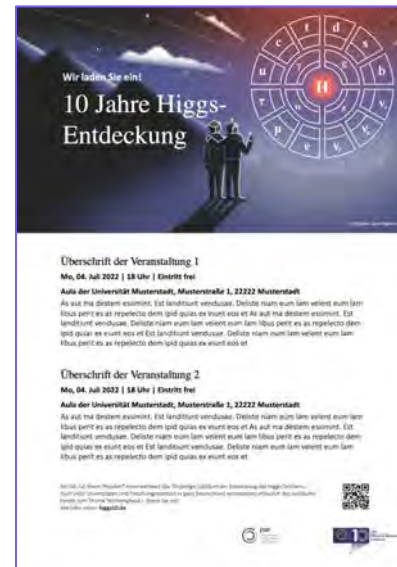 Wir laden Sie ein!
10 Jahre Higgs-
Entdeckung
t d
c s
u γ g b
H
τ w z ν
μ ν
e ν
Überschrift der Veranstaltung 1
Mo, 04. Juli 2022 | 18 Uhr | Eintritt frei
Aula der Universität Musterstadt, Musterstraße 1, 22222 Musterstadt
As aut ma destem essimint. Est landitiunt vendusae. Deliste niam eum lam velent eum lam
libus perit es as repelecto dem ipid quias ex eiunt eos et As aut ma destem essimint. Est
landitiunt vendusae. Deliste niam eum lam velent eum lam libus perit es as repelecto dem
ipid quias ex eiunt eos et Est landitiunt vendusae. Deliste niam num lam velent eum lam
libus perit es as repelecto dem ipid quias ex eiunt eos et
Überschrift der Veranstaltung 2
Mo, 04. Juli 2022 | 18 Uhr | Eintritt frei
Aula der Universität Musterstadt, Musterstraße 1, 22222 Musterstadt
As aut ma destem essimint. Est landitiunt vendusae. Deliste niam eum lam velent eum lam
libus perit es as repelecto dem ipid quias ex eiunt eos et As aut ma destem essimint. Est
landitiunt vendusae. Deliste niam eum lam velent eum lam libus perit es as repelecto dem
ipid quias ex eiunt eos et Est landitiunt vendusae. Deliste niam num lam velent eum lam
libus perit es as repelecto dem ipid quias ex eiunt eos et